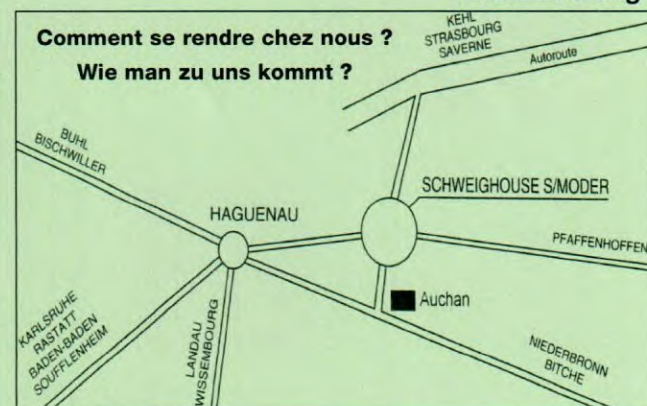 Comment se rendre chez nous ?
Wie man zu uns kommt ?
KEHL
STRASBOURG
SAVERNE
Autoroute
BUHL
BISCHWILLER
HAGUENAU
SCHWEIGHOUSE S/MODER
PFAFFENHOFFEN
Auchan
KARLSRUHE
RASTATT
BADEN-BADEN
SOUFFLENHEIM
LANDAU
WISSEMBOURG
NIEDERBRONN
BITCHE